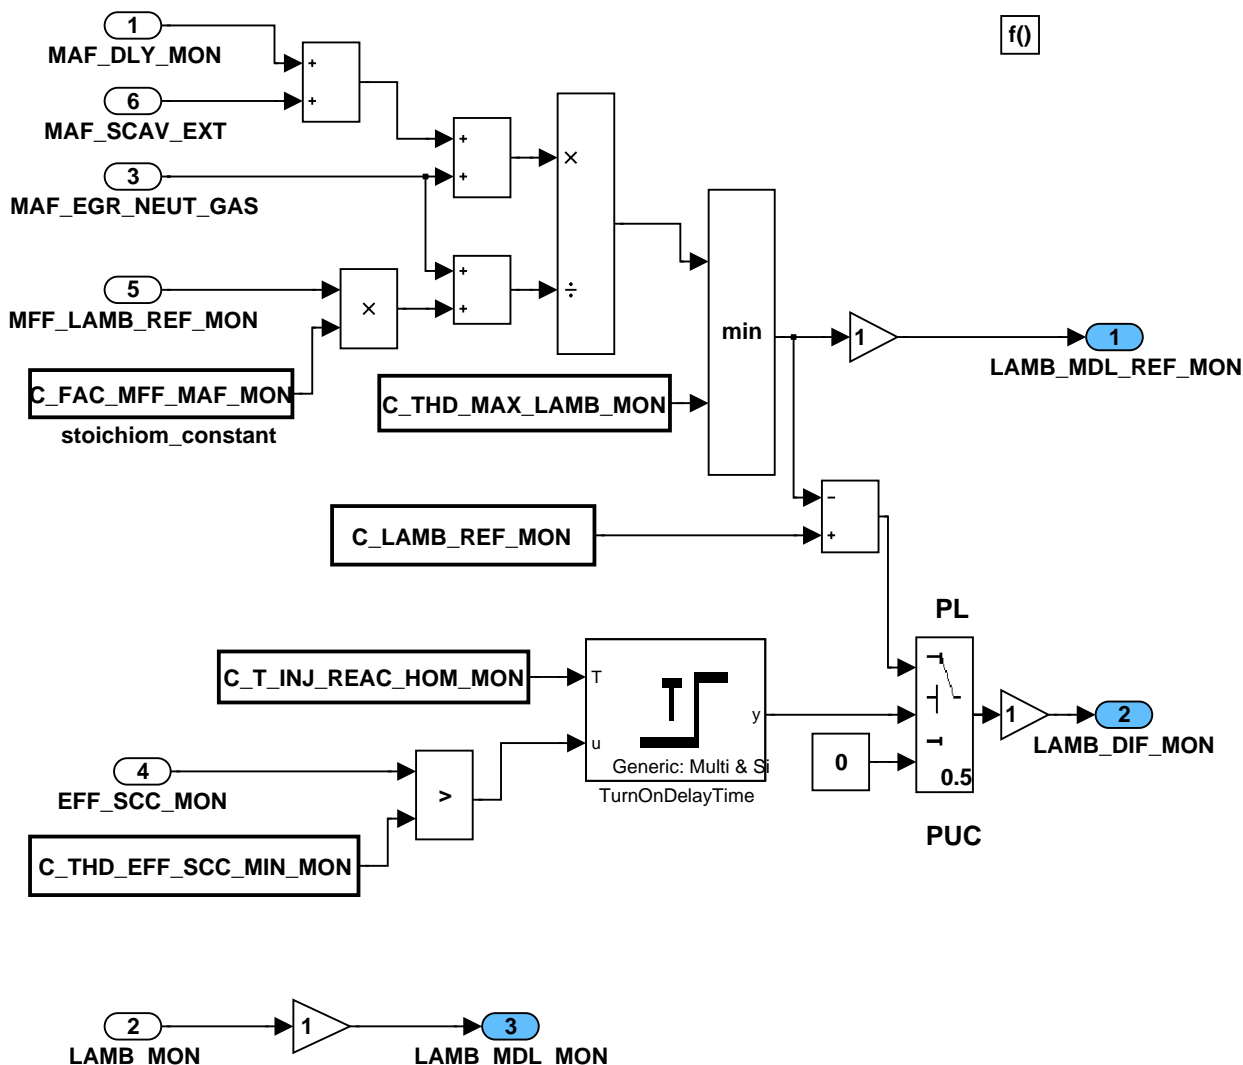 1
MAF_DLY_MON
f()
+
+
6
MAF_SCAV_EXT
+
+
×
3
MAF_EGR_NEUT_GAS
+
+
÷
5
MFF_LAMB_REF_MON
×
min
1
1
LAMB_MDL_REF_MON
C_FAC_MFF_MAF_MON
stoichiom_constant
C_THD_MAX_LAMB_MON
−
+
C_LAMB_REF_MON
PL
C_T_INJ_REAC_HOM_MON
T
u
y
Generic: Multi & Si
TurnOnDelayTime
1
2
LAMB_DIF_MON
0
0.5
PUC
4
EFF_SCC_MON
>
C_THD_EFF_SCC_MIN_MON
2
LAMB_MON
1
3
LAMB_MDL_MON